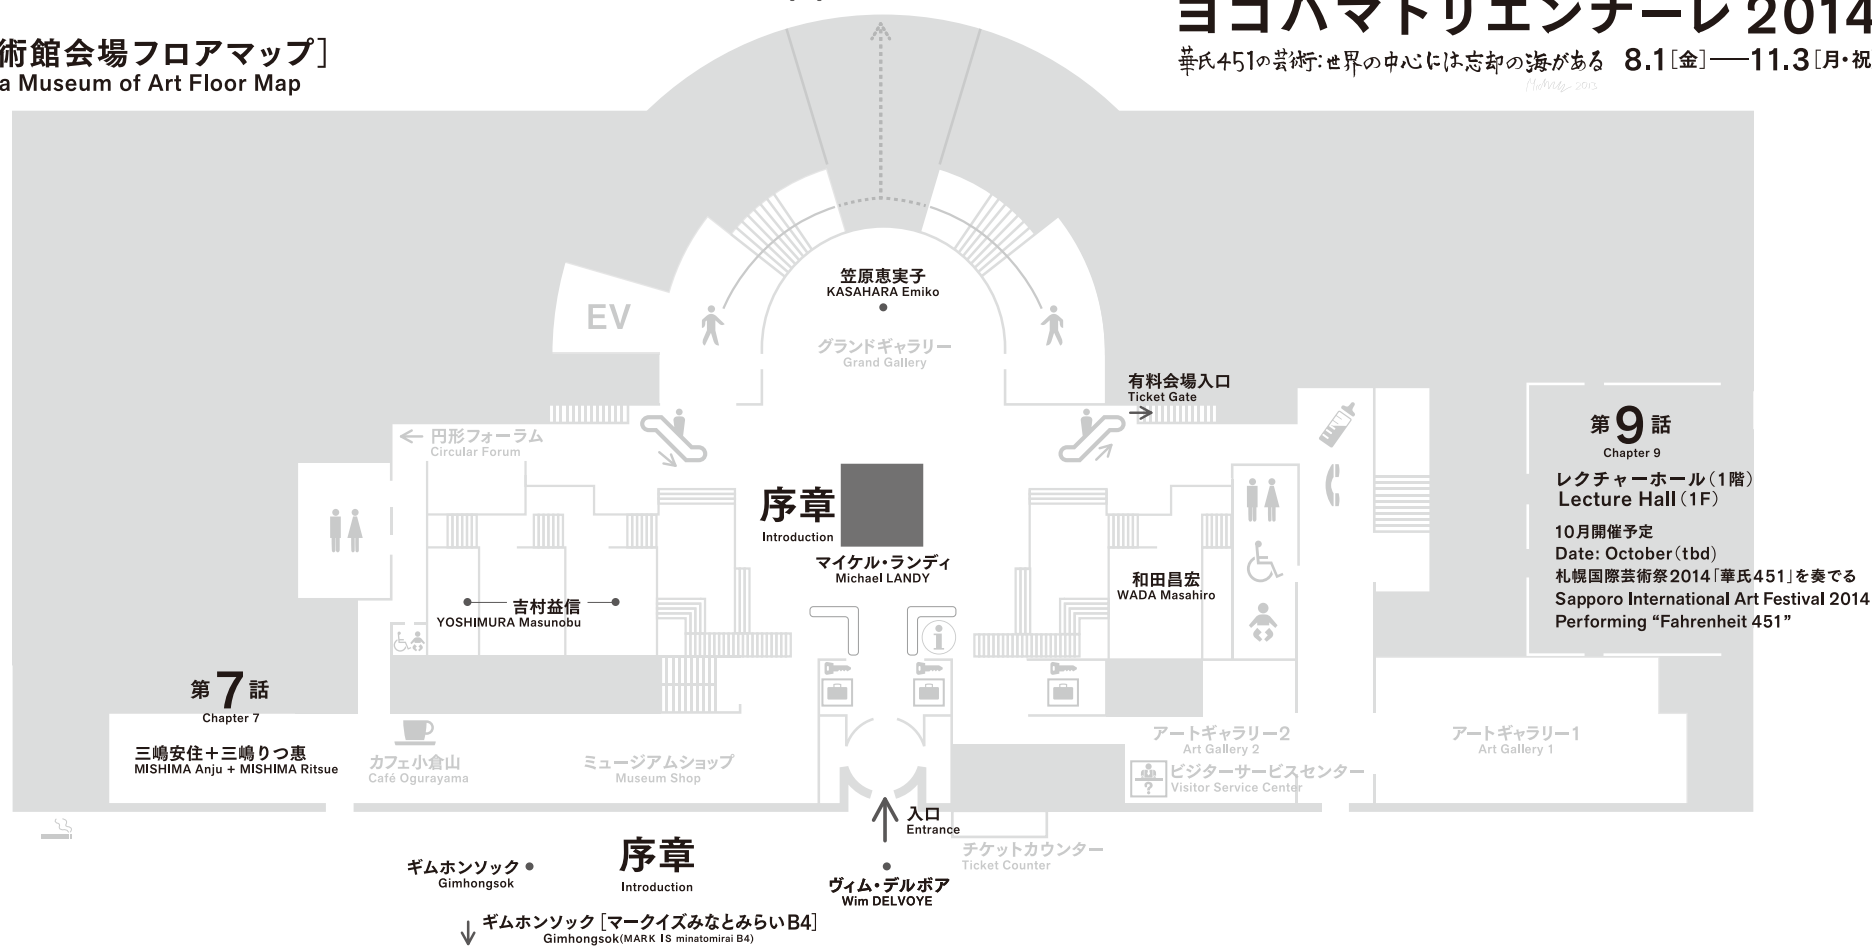 ヨコハマトリエンナーレ 2014
華氏451の芸術:世界の中心には忘却の海がある 8.1[金]──11.3[月・祝
術館会場フロアマップ]
a Museum of Art Floor Map
笠原恵実子
KASAHARA Emiko
EV
グランドギャラリー
Grand Gallery
有料会場入口
Ticket Gate
円形フォーラム
Circular Forum
序章
Introduction
マイケル・ランディ
Michael LANDY
和田昌宏
WADA Masahiro
吉村益信
YOSHIMURA Masunobu
第9話
Chapter 9
レクチャーホール(1階)
Lecture Hall(1F)
10月開催予定
Date: October(tbd)
札幌国際芸術祭2014「華氏451」を奏でる
Sapporo International Art Festival 2014
Performing “Fahrenheit 451”
第7話
Chapter 7
三嶋安住+三嶋りつ惠
MISHIMA Anju + MISHIMA Ritsue
カフェ小倉山
Café Ogurayama
ミュージアムショップ
Museum Shop
アートギャラリー2
Art Gallery 2
アートギャラリー1
Art Gallery 1
ビジターサービスセンター
Visitor Service Center
入口
Entrance
チケットカウンター
Ticket Counter
序章
Introduction
ギムホンソック
Gimhongsok
ヴィム・デルボア
Wim DELVOYE
ギムホンソック[マークイズみなとみらいB4]
Gimhongsok(MARK IS minatomirai B4)